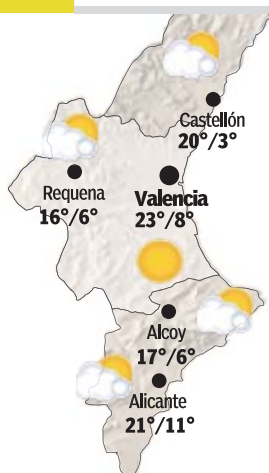 Castellón
20°/3°
Requena
16°/6°
Valencia
23°/8°
Alcoy
17°/6°
Alicante
21°/11°